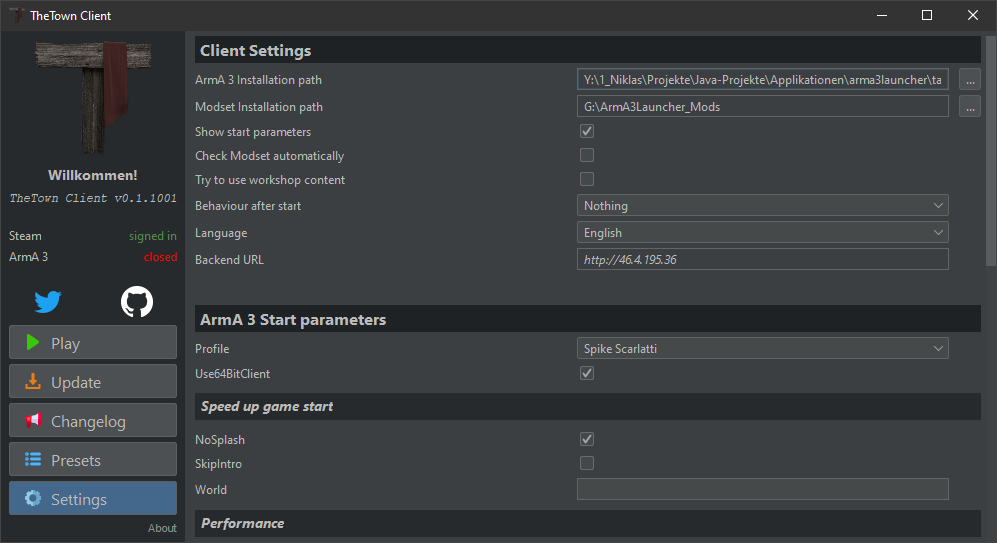 TheTown Client
Willkommen!
TheTown Client v0.1.1001
Steam signed in
ArmA 3 closed
Play
Update
Changelog
Presets
Settings
About
Client Settings
ArmA 3 Installation path Y:\1_Niklas\Projekte\Java-Projekte\Applikationen\arma3launcher\ta ...
Modset Installation path G:\ArmA3Launcher_Mods ...
Show start parameters
Check Modset automatically
Try to use workshop content
Behaviour after start Nothing
Language English
Backend URL http://46.4.195.36
ArmA 3 Start parameters
Profile Spike Scarlatti
Use64BitClient
Speed up game start
NoSplash
SkipIntro
World
Performance